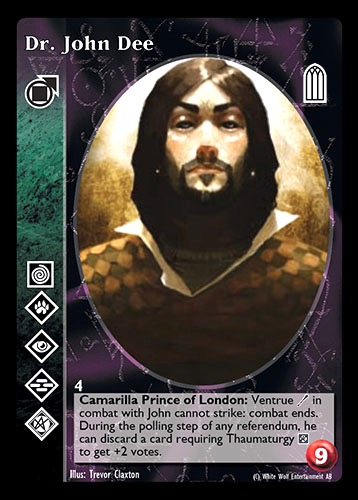 Dr. John Dee
4
Camarilla Prince of London: Ventrue in
combat with John cannot strike: combat ends.
During the polling step of any referendum, he
can discard a card requiring Thaumaturgy
to get +2 votes.
9
Illus: Trevor Claxton
(C) White Wolf Entertainment AB